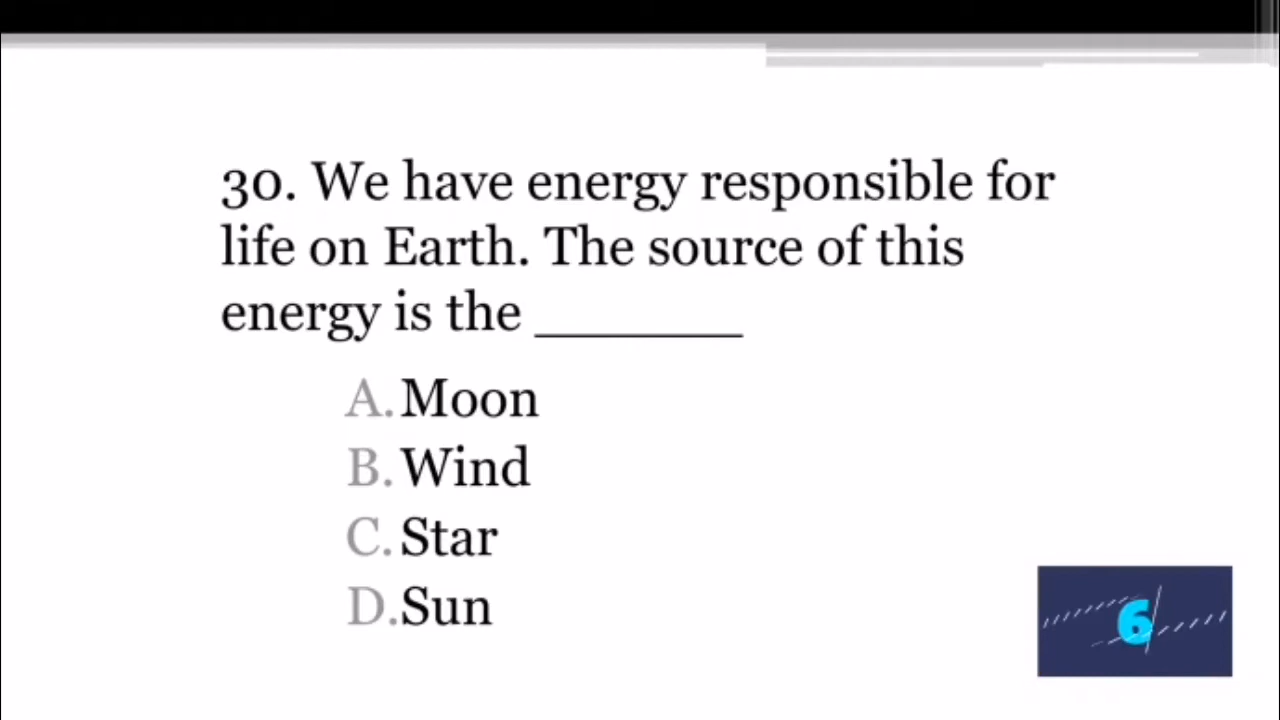 30. We have energy responsible for
life on Earth. The source of this
energy is the ________
A. Moon
B. Wind
C. Star
D. Sun
6